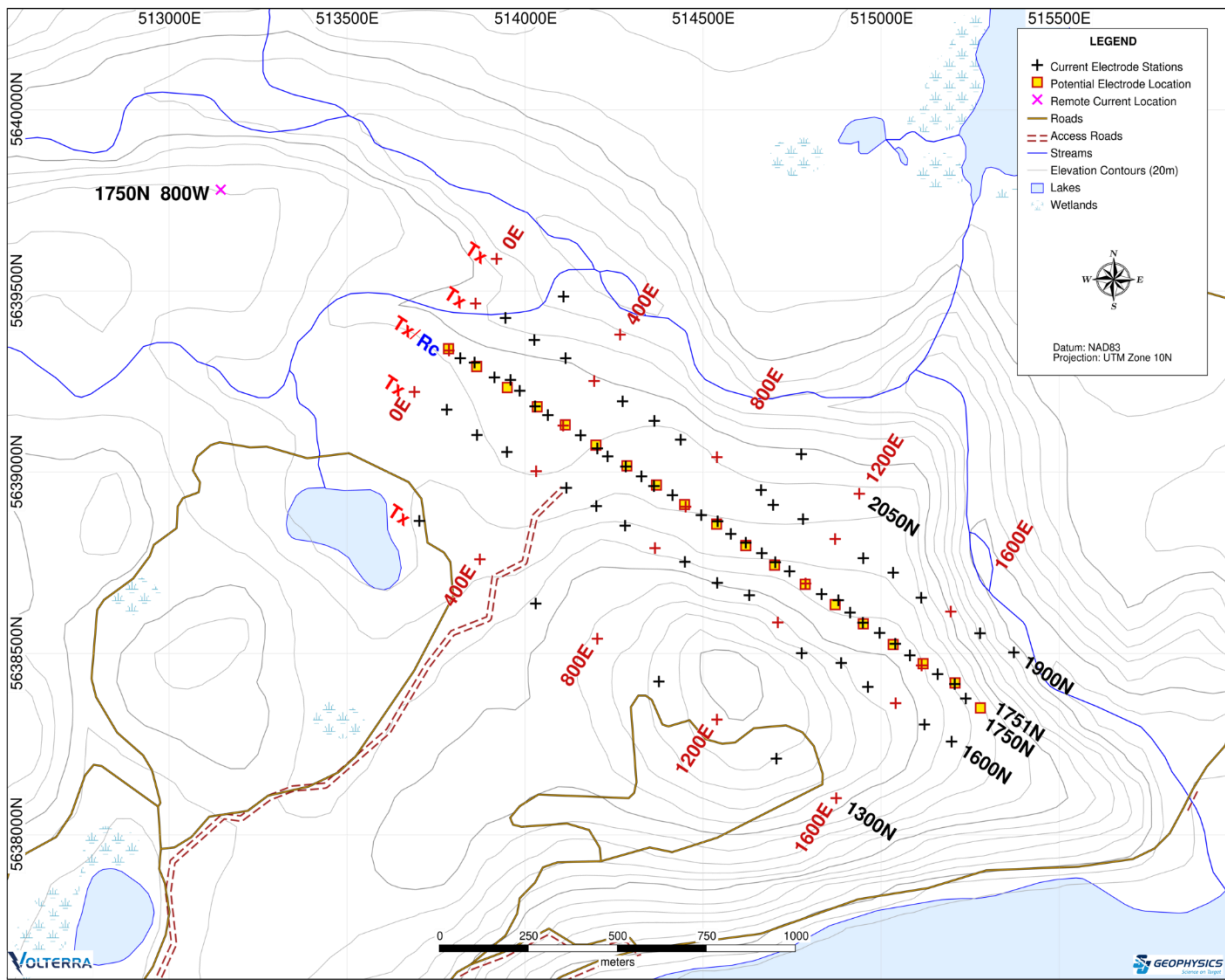 513000E 513500E 514000E 514500E 515000E 515500E
5640000N
5639500N
5639000N
5638500N
5638000N
LEGEND
Current Electrode Stations
Potential Electrode Location
Remote Current Location
Roads
Access Roads
Streams
Elevation Contours (20m)
Lakes
Wetlands
N
W E
S
Datum: NAD83
Projection: UTM Zone 10N
1750N 800W
Tx 0E
Tx
400E
Tx/Rc
Tx
0E
800E
1200E
2050N
Tx
1600E
400E
800E
1900N
1751N
1750N
1200E
1600N
1600E
1300N
0 250 500 750 1000
meters
VOLTERRA
GEOPHYSICS